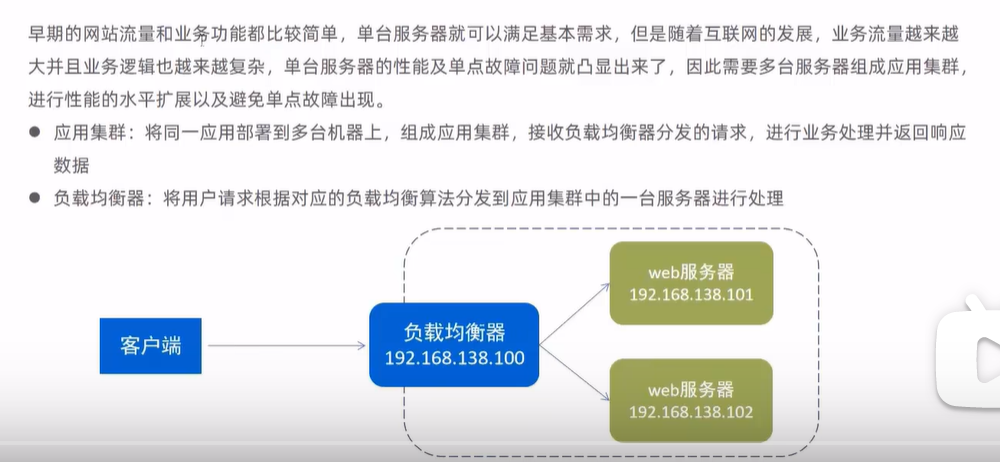 早期的网站流量和业务功能都比较简单，单台服务器就可以满足基本需求，但是随着互联网的发展，业务流量越来越
大并且业务逻辑也越来越复杂，单台服务器的性能及单点故障问题就凸显出来了，因此需要多台服务器组成应用集群，
进行性能的水平扩展以及避免单点故障出现。
● 应用集群：将同一应用部署到多台机器上，组成应用集群，接收负载均衡器分发的请求，进行业务处理并返回响应
数据
● 负载均衡器：将用户请求根据对应的负载均衡算法分发到应用集群中的一台服务器进行处理
客户端
负载均衡器
192.168.138.100
web服务器
192.168.138.101
web服务器
192.168.138.102